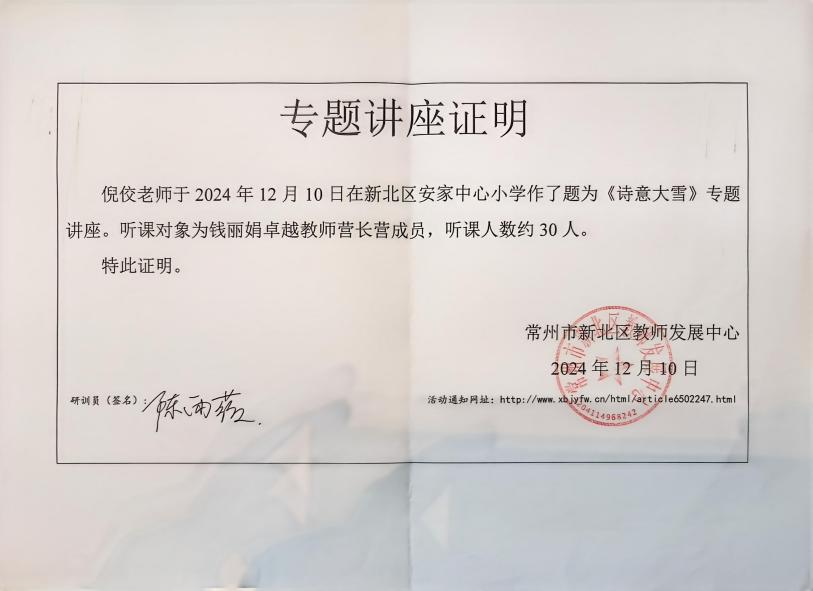 专题讲座证明
倪佼老师于 2024 年 12 月 10 日在新北区安家中心小学作了题为《诗意大雪》专题
讲座。听课对象为钱丽娟卓越教师营长营成员，听课人数约 30 人。
特此证明。
常州市新北区教师发展中心
2024 年 12 月 10 日
研训员（签名）：
活动通知网址：http://www.xbjyfw.cn/html/article6502247.html